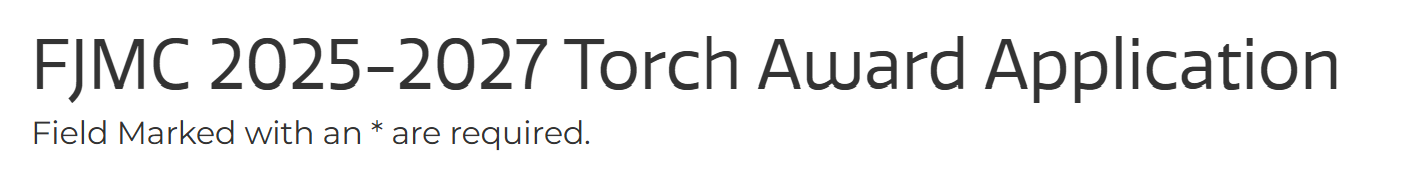 FJMC 2025-2027 Torch Award Application
Field Marked with an * are required.